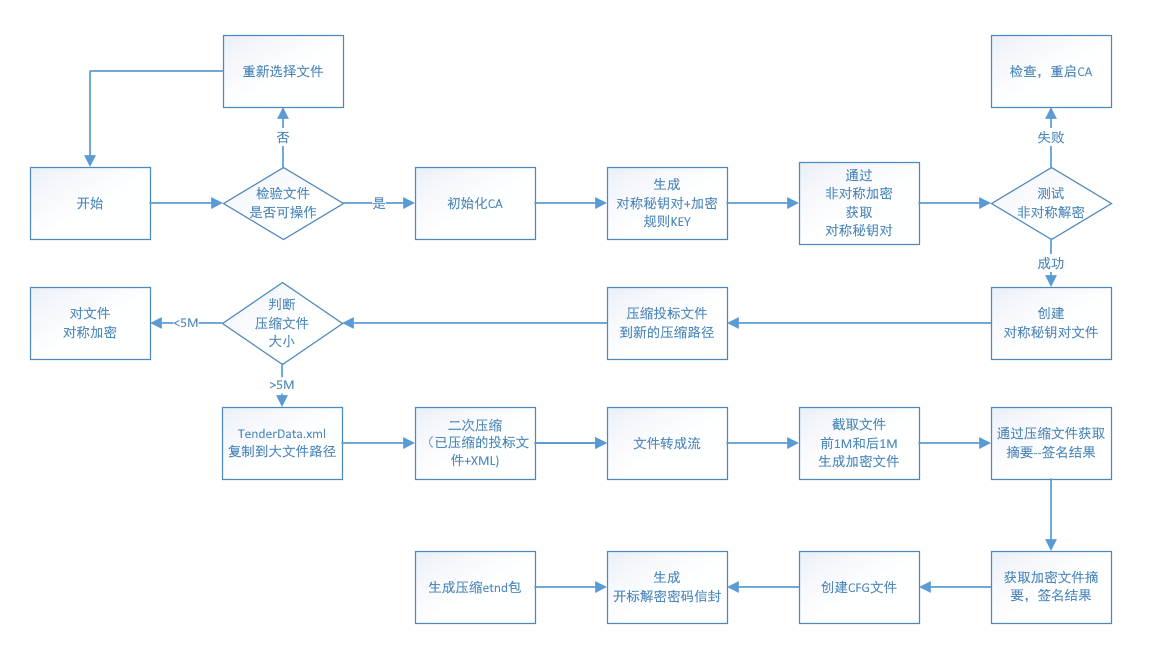 重新选择文件
检查，重启CA
否
失败
开始
检验文件
是否可操作
是
初始化CA
生成
对称秘钥对+加密
规则KEY
通过
非对称加密
获取
对称秘钥对
测试
非对称解密
成功
对文件
对称加密
<5M
判断
压缩文件
大小
压缩投标文件
到新的压缩路径
创建
对称秘钥对文件
>5M
TenderData.xml
复制到大文件路径
二次压缩
（已压缩的投标文
件+XML)
文件转成流
截取文件
前1M和后1M
生成加密文件
通过压缩文件获取
摘要--签名结果
生成压缩etnd包
生成
开标解密密码信封
创建CFG文件
获取加密文件摘
要，签名结果